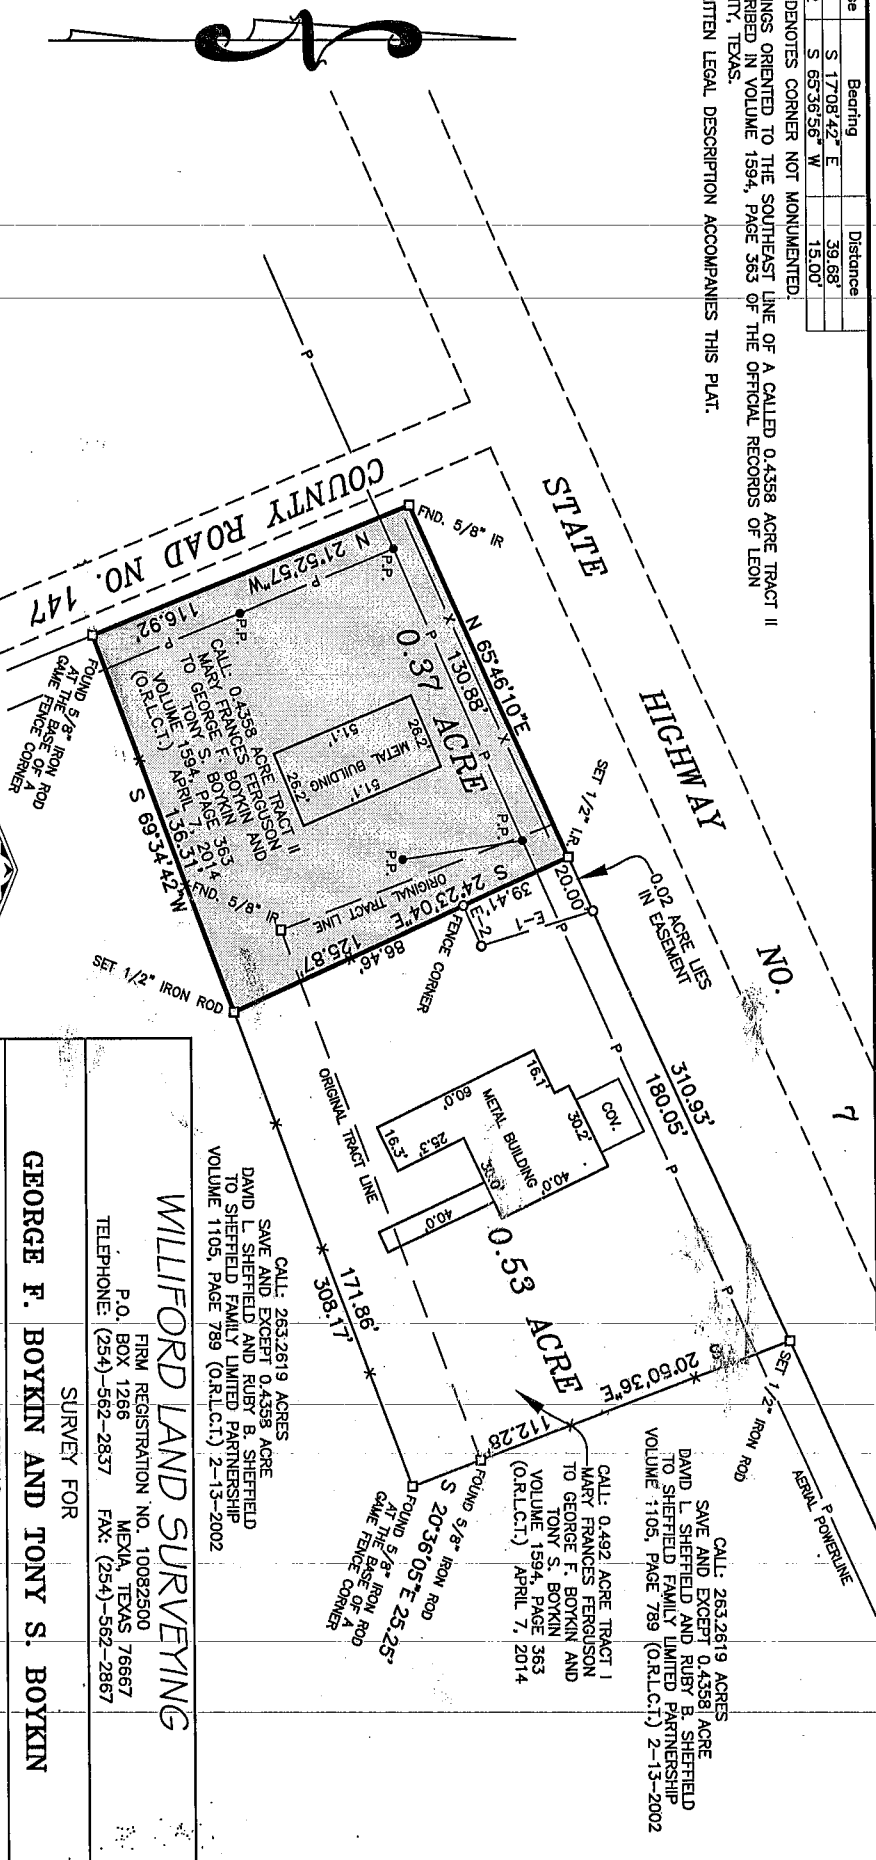 Bearing Distance
S 17°08'42" E 39.68'
S 65°36'56" W 15.00'
DENOTES CORNER NOT MONUMENTED.
INGS ORIENTED TO THE SOUTHEAST LINE OF A CALLED 0.4358 ACRE TRACT II
RIBED IN VOLUME 1594, PAGE 363 OF THE OFFICIAL RECORDS OF LEON
TY, TEXAS.
ITTEN LEGAL DESCRIPTION ACCOMPANIES THIS PLAT.
STATE HIGHWAY NO. 7
COUNTY ROAD NO. 147
P
FND. 5/8" IR
N 65°46'10"E
130.88'
X
X
P
P
P.P.
N 21°52'57"W
116.92'
P
P.P.
P
0.37 ACRE
26.2'
51.1'
METAL BUILDING
51.1'
26.2'
CALL: 0.4358 ACRE TRACT II
MARY FRANCES FERGUSON
TO GEORGE F. BOYKIN AND
TONY S. BOYKIN
VOLUME 1594, PAGE 363
(O.R.L.C.T.) APRIL 7, 2014
FOUND 5/8" IRON ROD
AT THE BASE OF A
GAME FENCE CORNER
S 69°34'42"W
136.31'
FND. 5/8" IR
ORIGINAL TRACT LINE
P.P.
P.P.
SET 1/2" I.R.
20.00'
0.02 ACRE LIES
IN EASEMENT
S 24°23'04"E
39.41'
E-1
E-2
FENCE CORNER
86.46'
125.87'
SET 1/2" IRON ROD
310.93'
180.05'
P
P
P
P
COV.
16.1'
30.2'
60.0'
METAL BUILDING
40.0'
16.3'
25.3'
30.0'
40.0'
0.53 ACRE
ORIGINAL TRACT LINE
171.86'
308.17'
20°50'36"E
112.28'
SET 1/2" IRON ROD
AERIAL POWERLINE
P
FOUND 5/8" IRON ROD
S 20°36'05"E 25.25'
FOUND 5/8" IRON ROD
AT THE BASE OF A
GAME FENCE CORNER
CALL: 0.492 ACRE TRACT I
MARY FRANCES FERGUSON
TO GEORGE F. BOYKIN AND
TONY S. BOYKIN
VOLUME 1594, PAGE 363
(O.R.L.C.T.) APRIL 7, 2014
CALL: 263.2619 ACRES
SAVE AND EXCEPT 0.4358 ACRE
DAVID L. SHEFFIELD AND RUBY B. SHEFFIELD
TO SHEFFIELD FAMILY LIMITED PARTNERSHIP
VOLUME 1105, PAGE 789 (O.R.L.C.T.) 2-13-2002
CALL: 263.2619 ACRES
SAVE AND EXCEPT 0.4358 ACRE
DAVID L. SHEFFIELD AND RUBY B. SHEFFIELD
TO SHEFFIELD FAMILY LIMITED PARTNERSHIP
VOLUME 1105, PAGE 789 (O.R.L.C.T.) 2-13-2002
WILLIFORD LAND SURVEYING
FIRM REGISTRATION NO. 10082500
P.O. BOX 1266 MEXIA, TEXAS 76667
TELEPHONE: (254)-562-2837 FAX: (254)-562-2867
SURVEY FOR
GEORGE F. BOYKIN AND TONY S. BOYKIN